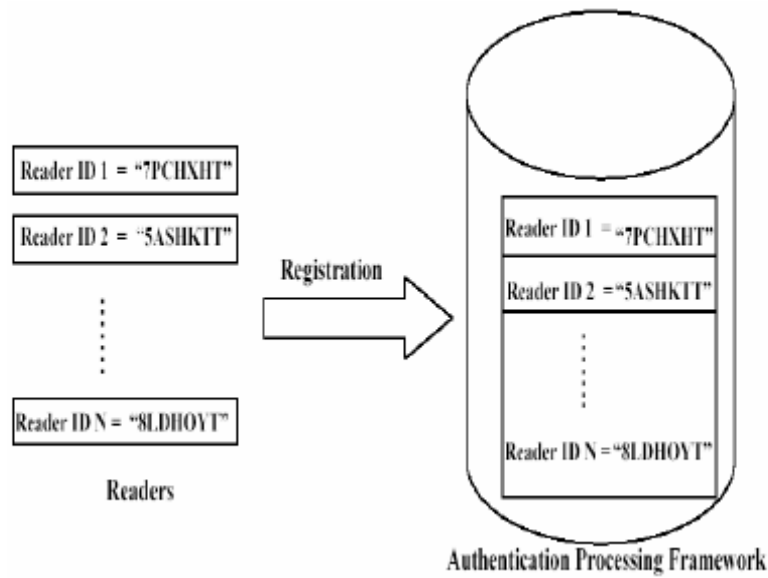 Reader ID 1 = “7PCHXHT”
Reader ID 2 = “5ASHKTT”
Reader ID N = “8LDHOYT”
Readers
Registration
Reader ID 1 = “7PCHXHT”
Reader ID 2 = “5ASHKTT”
Reader ID N = “8LDHOYT”
Authentication Processing Framework